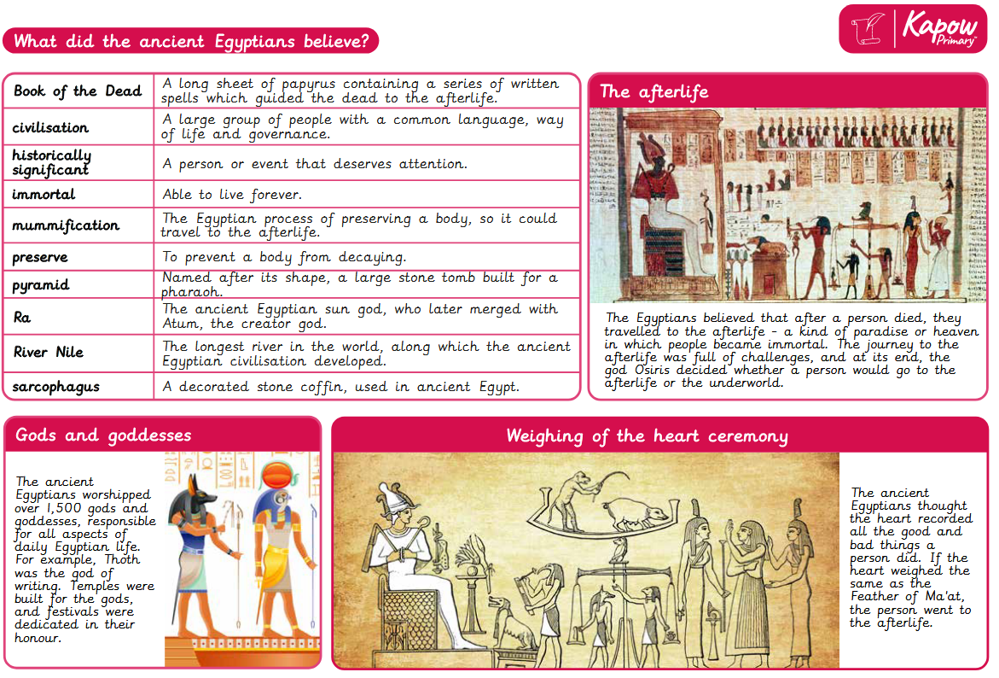 What did the ancient Egyptians believe?
Kapow
Primary™
Book of the Dead
A long sheet of papyrus containing a series of written
spells which guided the dead to the afterlife.
civilisation
A large group of people with a common language, way
of life and governance.
historically
significant
A person or event that deserves attention.
immortal
Able to live forever.
mummification
The Egyptian process of preserving a body, so it could
travel to the afterlife.
preserve
To prevent a body from decaying.
pyramid
Named after its shape, a large stone tomb built for a
pharaoh.
Ra
The ancient Egyptian sun god, who later merged with
Atum, the creator god.
River Nile
The longest river in the world, along which the ancient
Egyptian civilisation developed.
sarcophagus
A decorated stone coffin, used in ancient Egypt.
The afterlife
The Egyptians believed that after a person died, they
travelled to the afterlife - a kind of paradise or heaven
in which people became immortal. The journey to the
afterlife was full of challenges, and at its end, the
god Osiris decided whether a person would go to the
afterlife or the underworld.
Gods and goddesses
The ancient
Egyptians worshipped
over 1,500 gods and
goddesses, responsible
for all aspects of
daily Egyptian life.
For example, Thoth
was the god of
writing. Temples were
built for the gods,
and festivals were
dedicated in their
honour.
Weighing of the heart ceremony
The ancient
Egyptians thought
the heart recorded
all the good and
bad things a
person did. If the
heart weighed the
same as the
Feather of Ma'at,
the person went to
the afterlife.